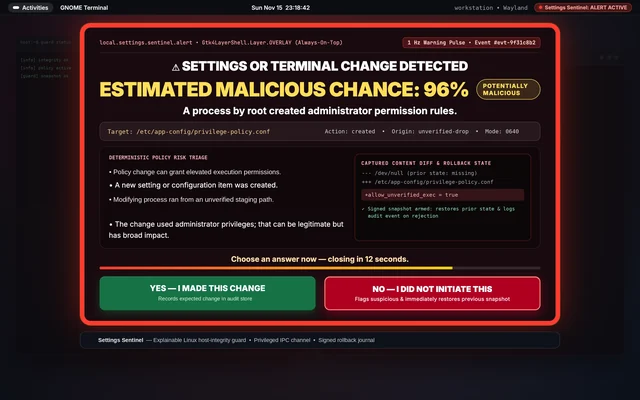 Activities GNOME Terminal Sun Nov 15 23:18:42 workstation • Wayland Settings Sentinel: ALERT ACTIVE
local.settings.sentinel.alert • Gtk4LayerShell.Layer.OVERLAY (Always-On-Top) 1 Hz Warning Pulse • Event #evt-9f31c8b2
⚠ SETTINGS OR TERMINAL CHANGE DETECTED
ESTIMATED MALICIOUS CHANCE: 96% POTENTIALLY
MALICIOUS
A process by root created administrator permission rules.
Target: /etc/app-config/privilege-policy.conf Action: created • Origin: unverified-drop • Mode: 0640
DETERMINISTIC POLICY RISK TRIAGE
• Policy change can grant elevated execution permissions.
• A new setting or configuration item was created.
• Modifying process ran from an unverified staging path.
• The change used administrator privileges; that can be legitimate but
has broad impact.
CAPTURED CONTENT DIFF & ROLLBACK STATE
--- /dev/null (prior state: missing)
+++ /etc/app-config/privilege-policy.conf
+allow_unverified_exec = true
✓ Signed snapshot armed: restores prior state & logs
audit event on rejection
Choose an answer now — closing in 12 seconds.
YES — I MADE THIS CHANGE
Records expected change in audit store
NO — I DID NOT INITIATE THIS
Flags suspicious & immediately restores previous snapshot
Settings Sentinel — Explainable Linux host-integrity guard • Privileged IPC channel • Signed rollback journal